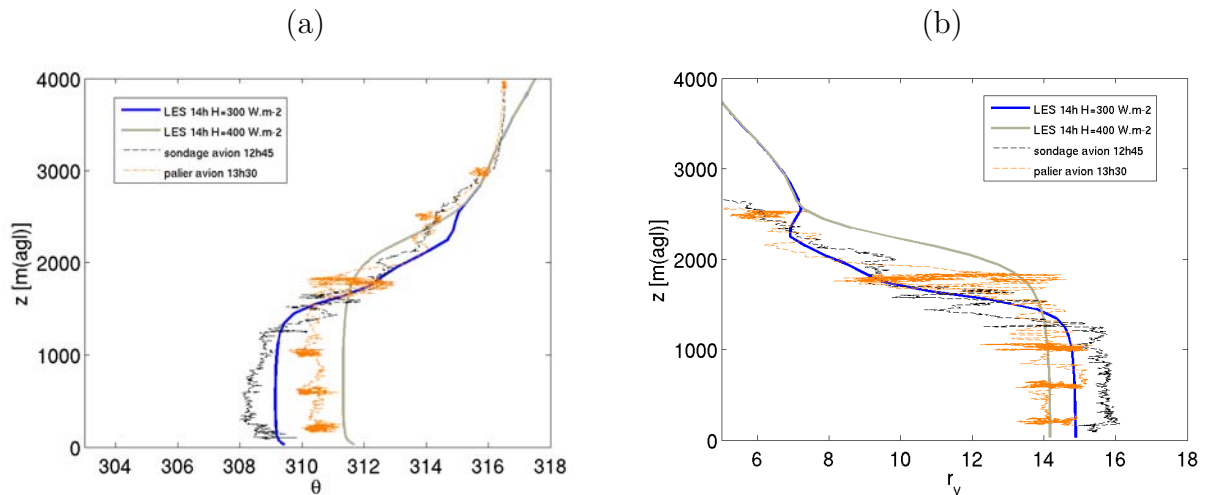 (a)
(b)
4000
3000
2000
1000
0
z [m(agl)]
304
306
308
310
312
314
316
318
θ
LES 14h H=300 W.m-2
LES 14h H=400 W.m-2
sondage avion 12h45
palier avion 13h30
4000
3000
2000
1000
0
z [m(agl)]
6
8
10
12
14
16
18
r_v
LES 14h H=300 W.m-2
LES 14h H=400 W.m-2
sondage avion 12h45
palier avion 13h30